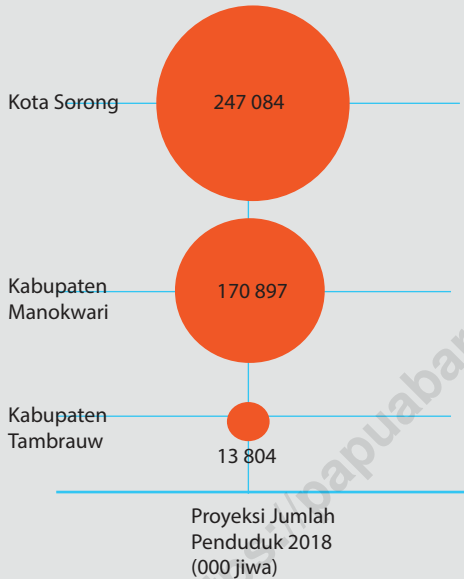 Kota Sorong
247 084
Kabupaten
Manokwari
170 897
Kabupaten
Tambrauw
13 804
Proyeksi Jumlah
Penduduk 2018
(000 jiwa)